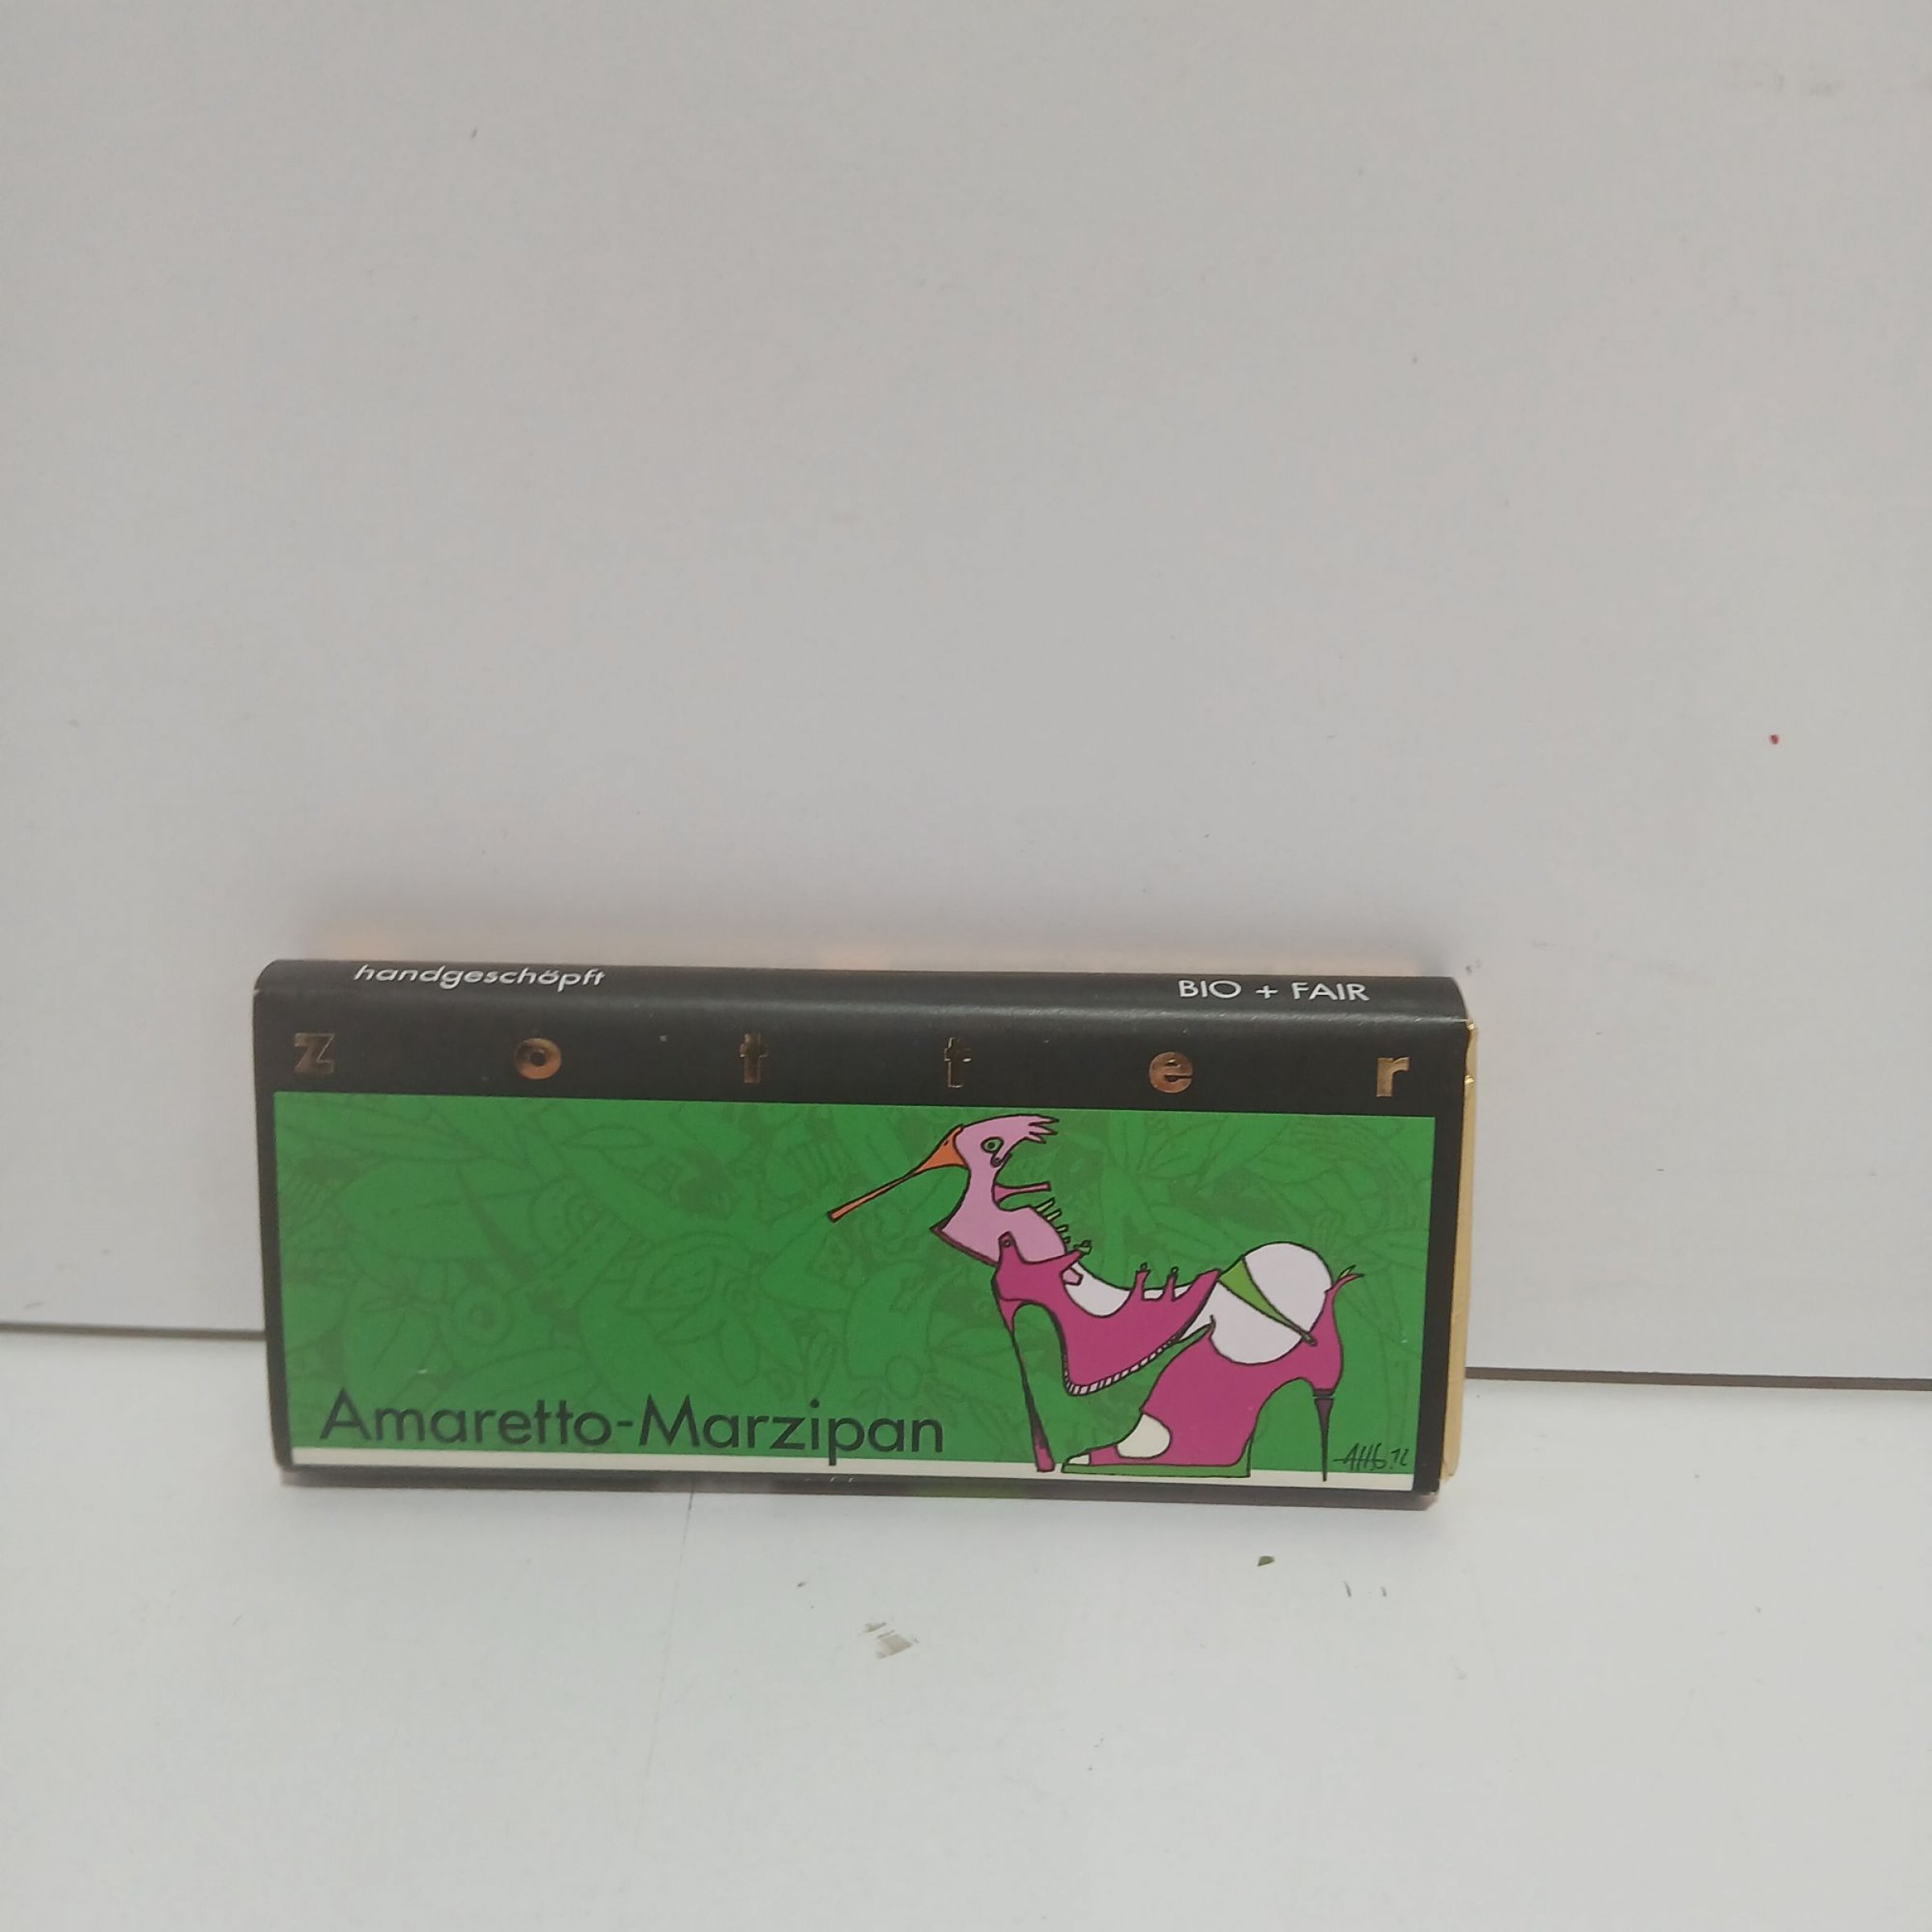 handgeschöpft BIO + FAIR
zotter
Amaretto-Marzipan